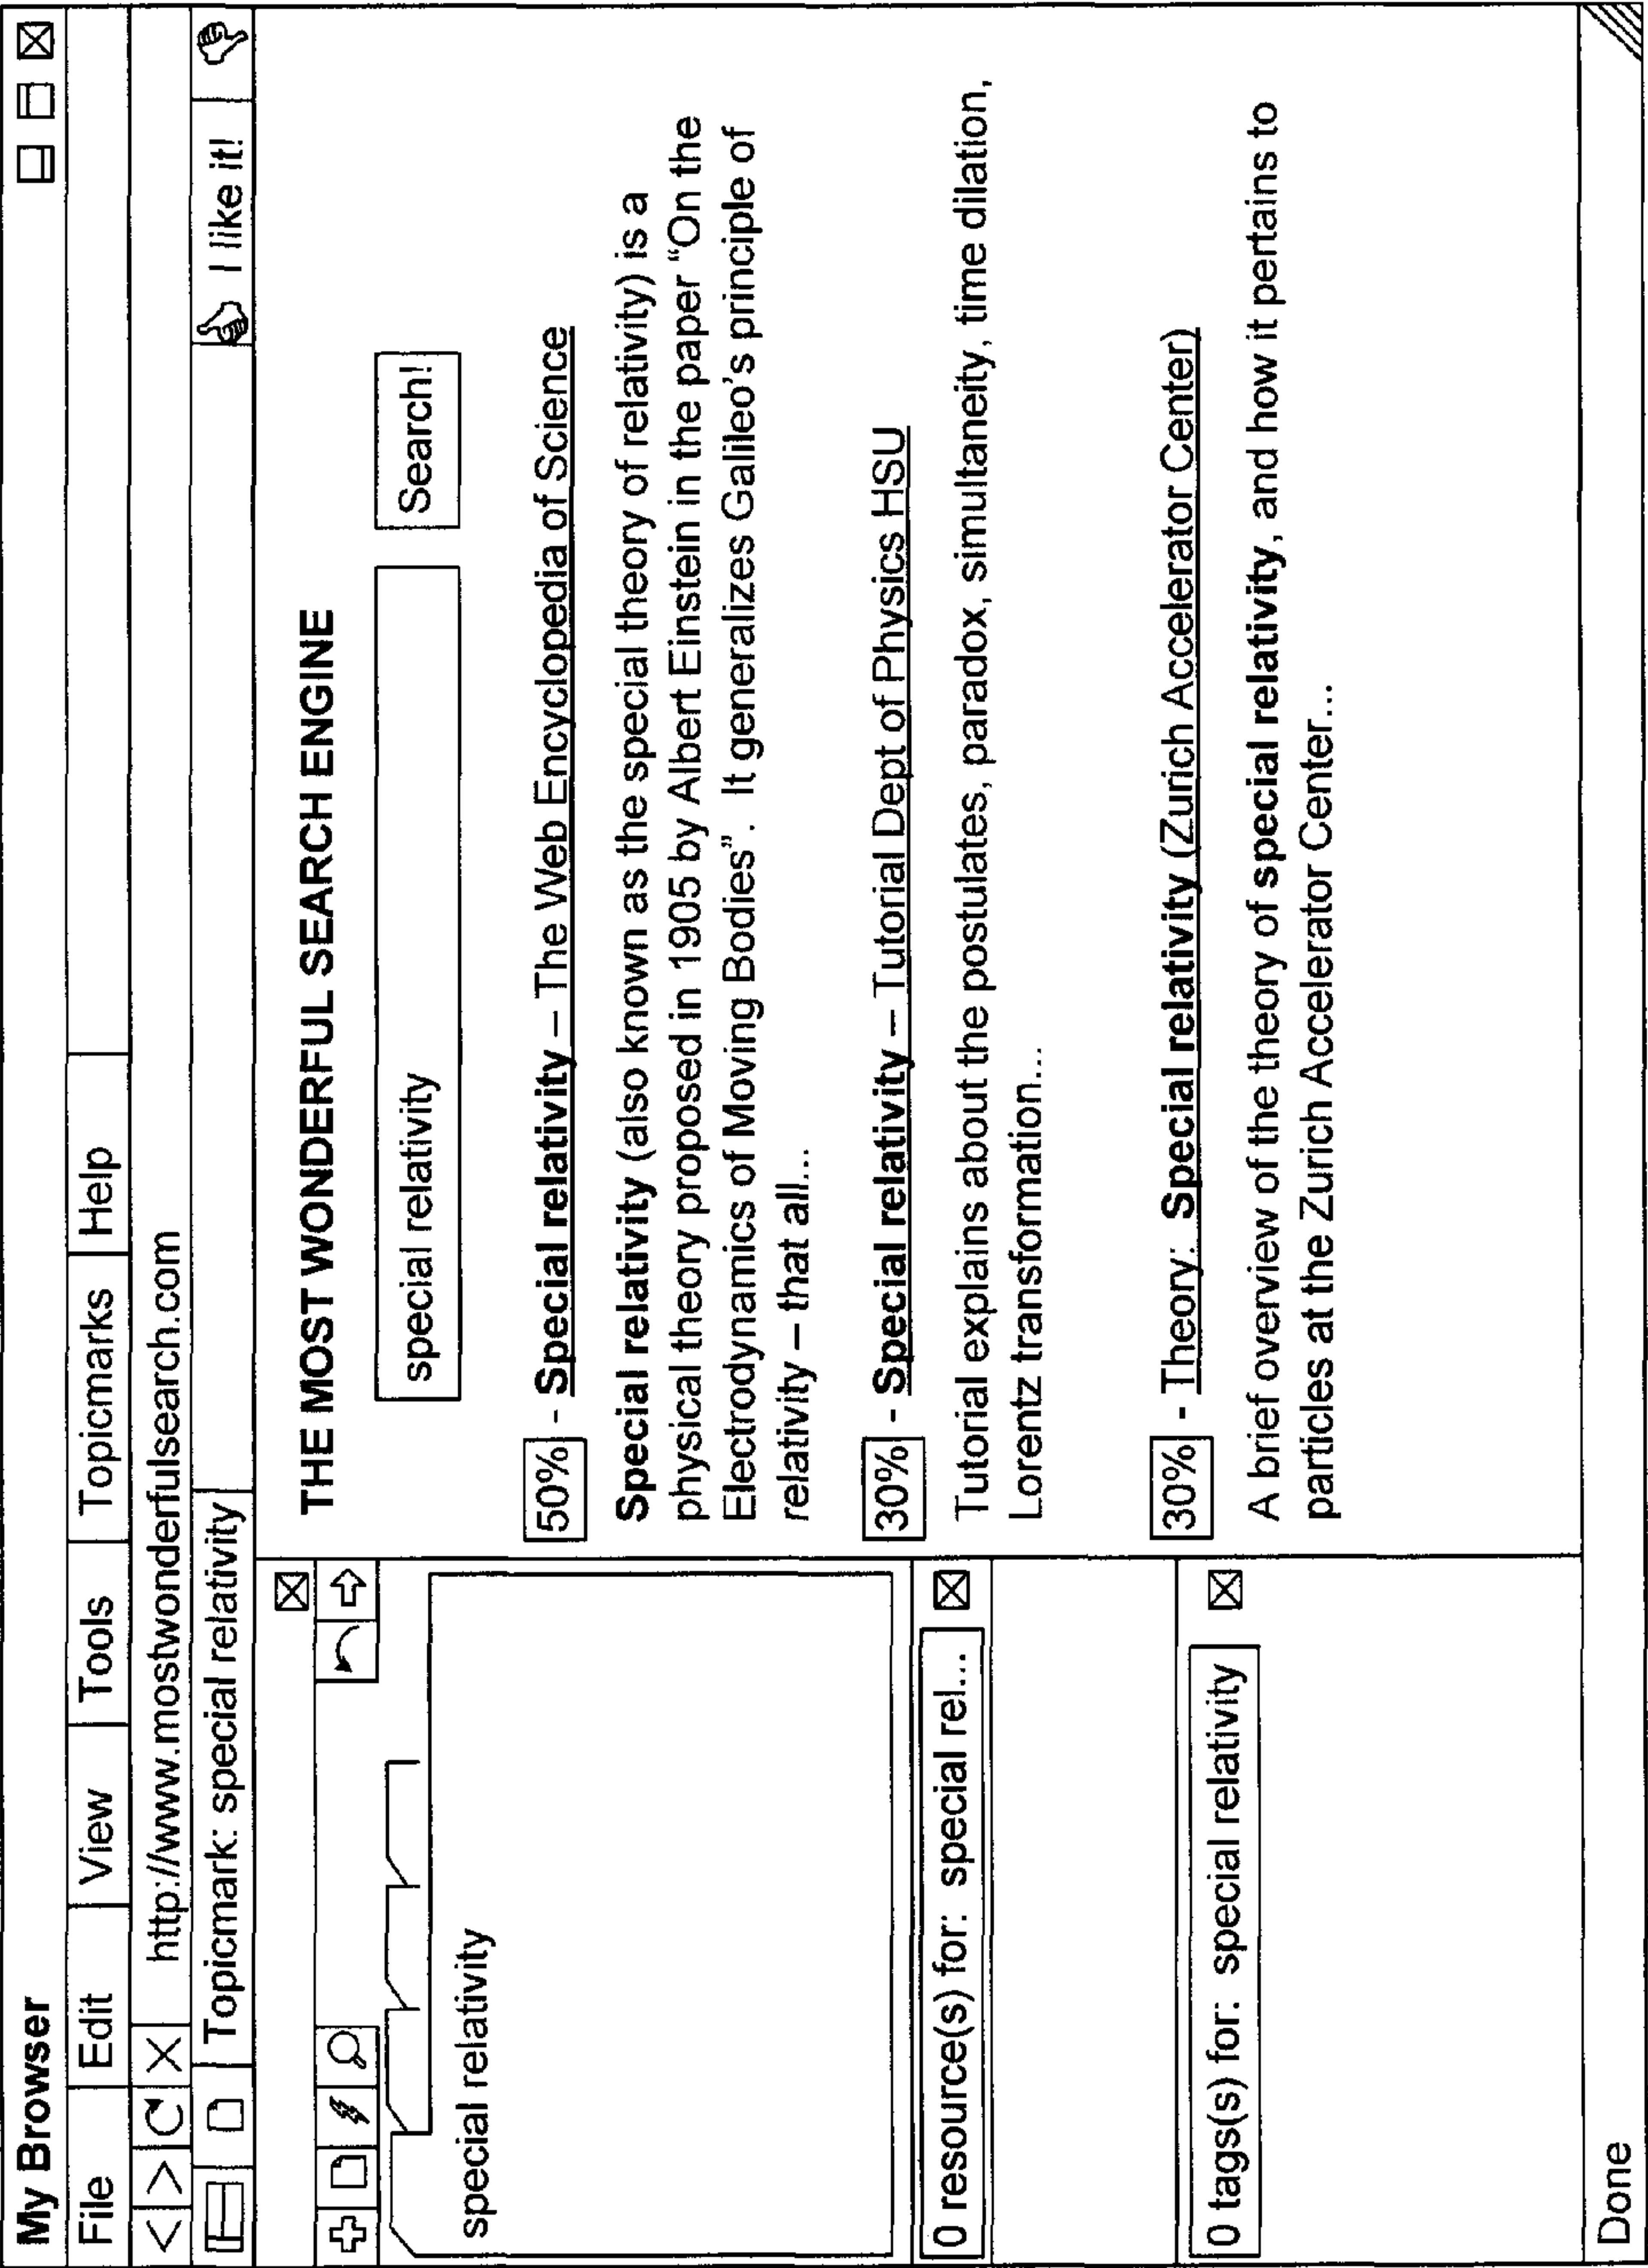 My Browser
File Edit View Tools Topicmarks Help
http://www.mostwonderfulsearch.com
Topicmark: special relativity
I like it!
special relativity
0 resource(s) for: special rel...
0 tags(s) for: special relativity
THE MOST WONDERFUL SEARCH ENGINE
special relativity Search!
50% - Special relativity – The Web Encyclopedia of Science
Special relativity (also known as the special theory of relativity) is a
physical theory proposed in 1905 by Albert Einstein in the paper "On the
Electrodynamics of Moving Bodies". It generalizes Galileo's principle of
relativity – that all...
30% - Special relativity – Tutorial Dept of Physics HSU
Tutorial explains about the postulates, paradox, simultaneity, time dilation,
Lorentz transformation...
30% - Theory: Special relativity (Zurich Accelerator Center)
A brief overview of the theory of special relativity, and how it pertains to
particles at the Zurich Accelerator Center...
Done